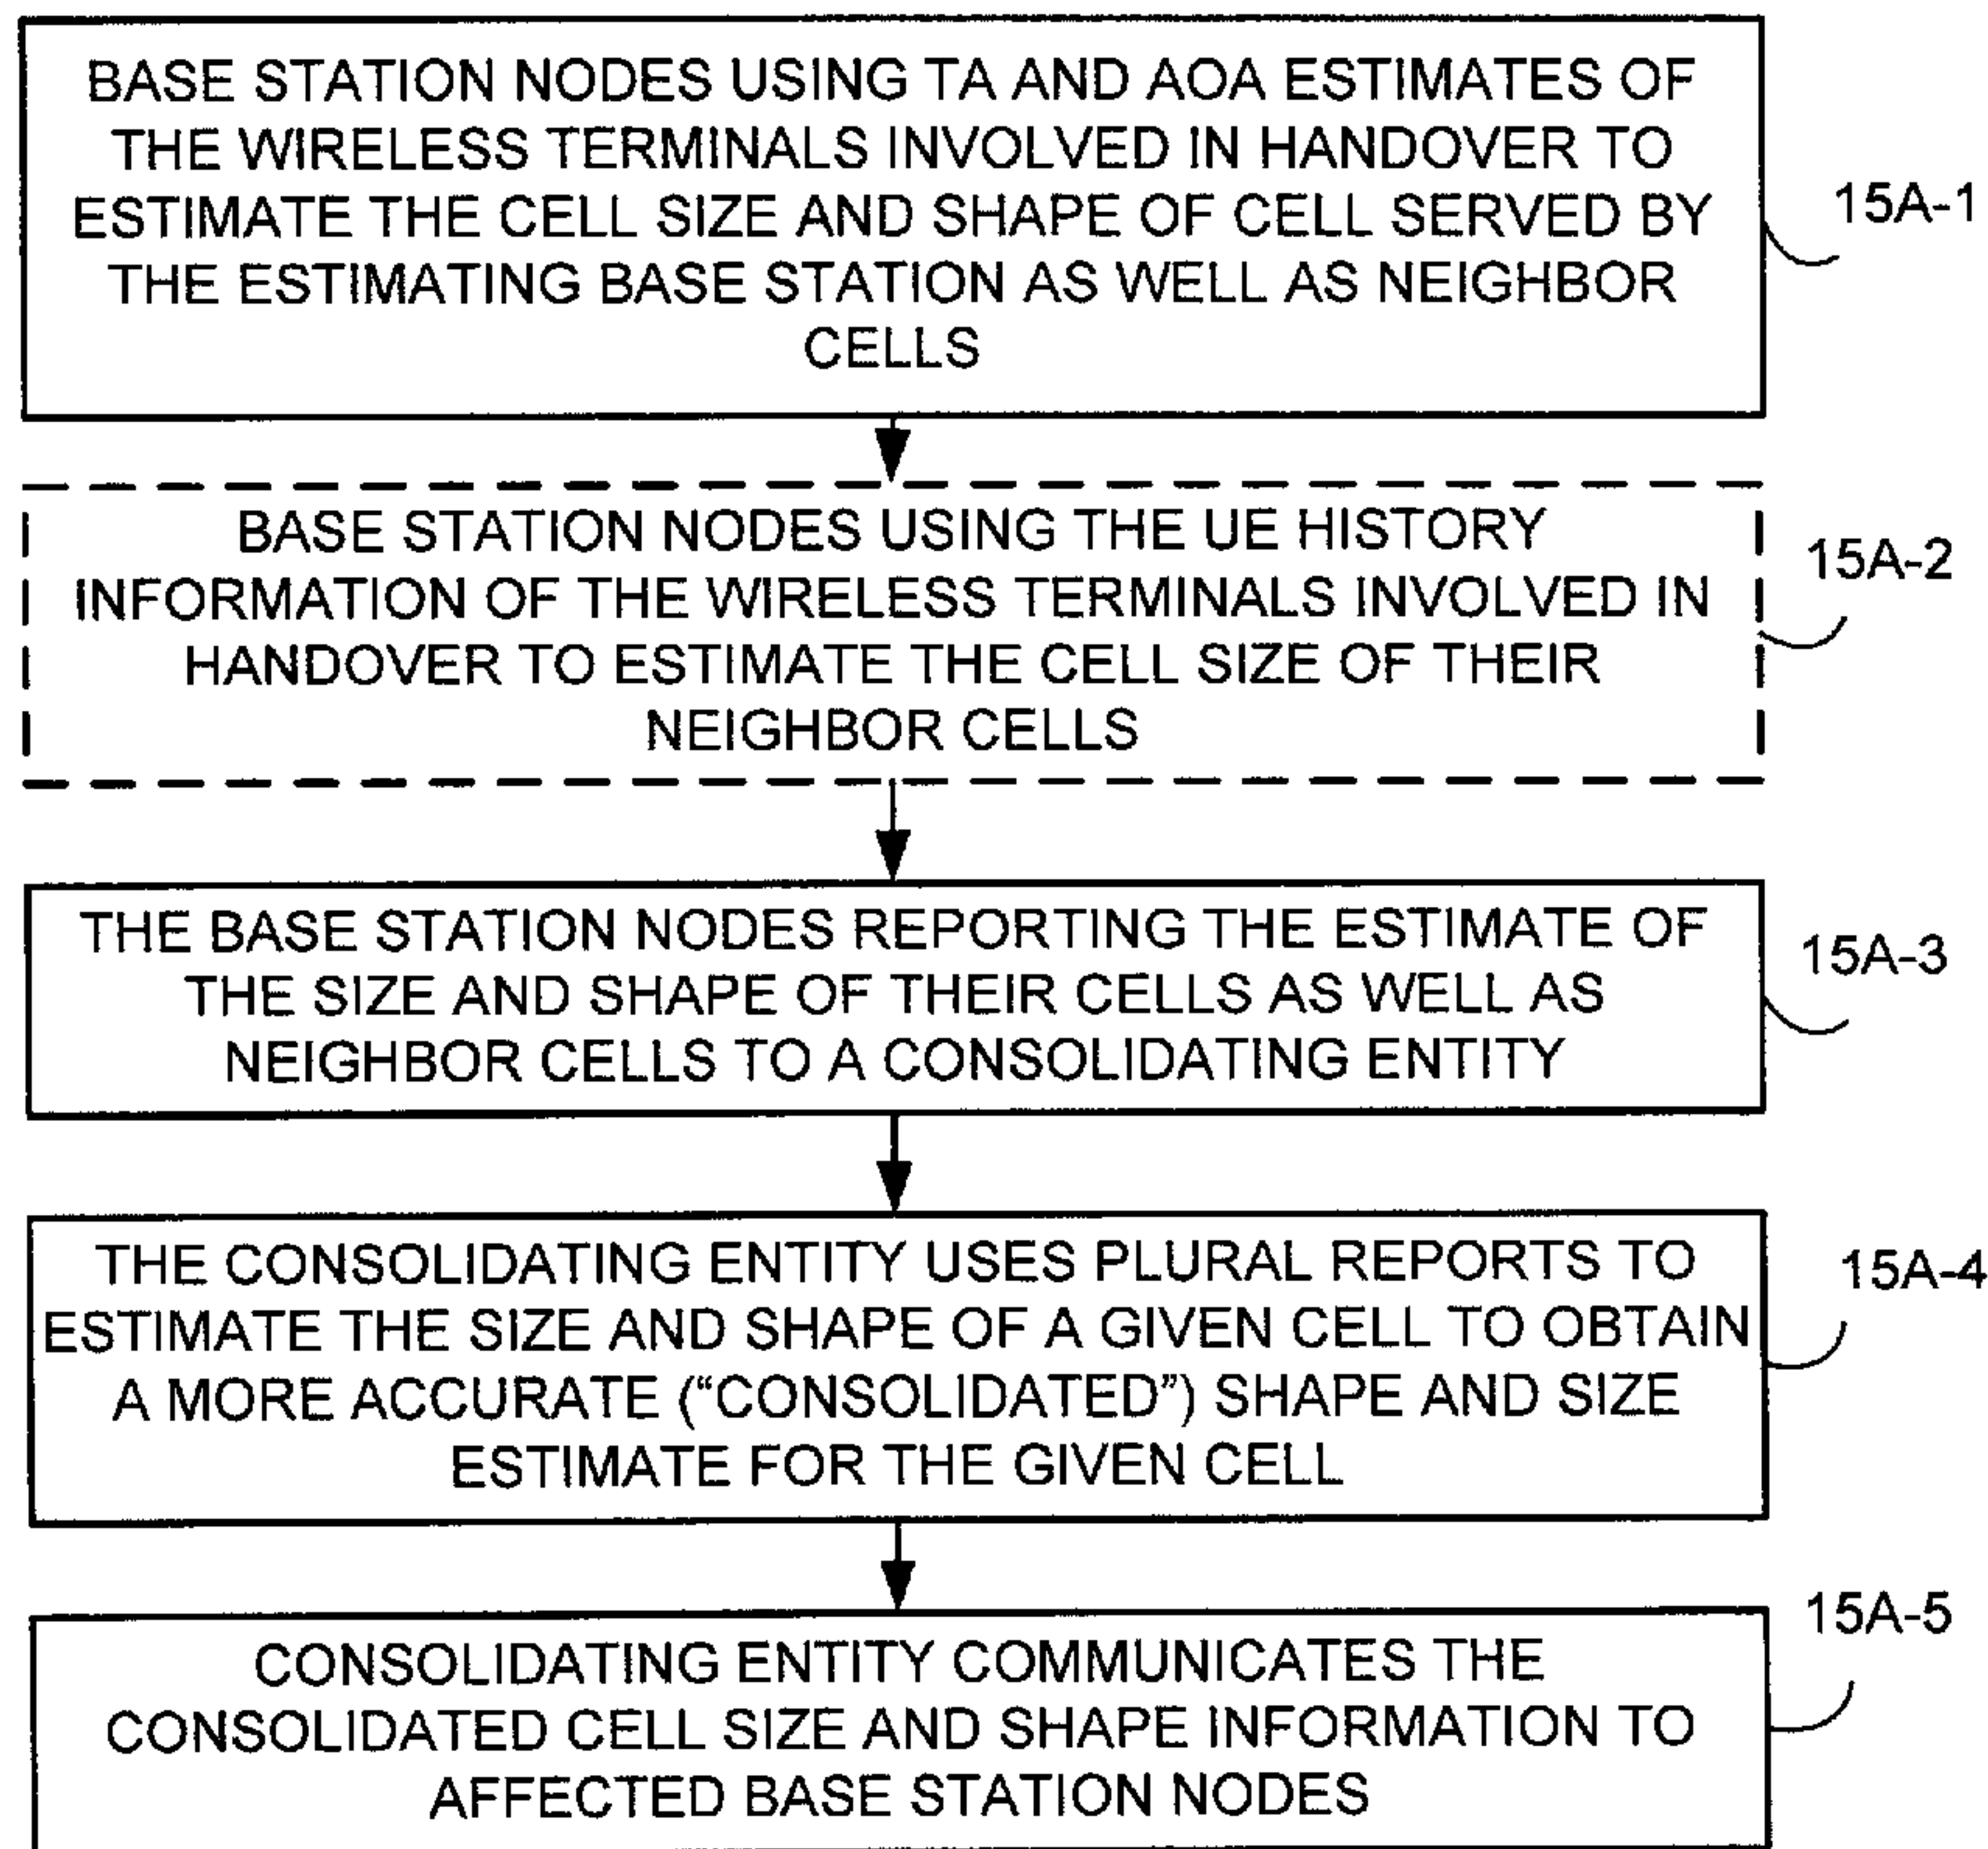 BASE STATION NODES USING TA AND AOA ESTIMATES OF
THE WIRELESS TERMINALS INVOLVED IN HANDOVER TO
ESTIMATE THE CELL SIZE AND SHAPE OF CELL SERVED BY
THE ESTIMATING BASE STATION AS WELL AS NEIGHBOR
CELLS
15A-1
BASE STATION NODES USING THE UE HISTORY
INFORMATION OF THE WIRELESS TERMINALS INVOLVED IN
HANDOVER TO ESTIMATE THE CELL SIZE OF THEIR
NEIGHBOR CELLS
15A-2
THE BASE STATION NODES REPORTING THE ESTIMATE OF
THE SIZE AND SHAPE OF THEIR CELLS AS WELL AS
NEIGHBOR CELLS TO A CONSOLIDATING ENTITY
15A-3
THE CONSOLIDATING ENTITY USES PLURAL REPORTS TO
ESTIMATE THE SIZE AND SHAPE OF A GIVEN CELL TO OBTAIN
A MORE ACCURATE (“CONSOLIDATED”) SHAPE AND SIZE
ESTIMATE FOR THE GIVEN CELL
15A-4
CONSOLIDATING ENTITY COMMUNICATES THE
CONSOLIDATED CELL SIZE AND SHAPE INFORMATION TO
AFFECTED BASE STATION NODES
15A-5